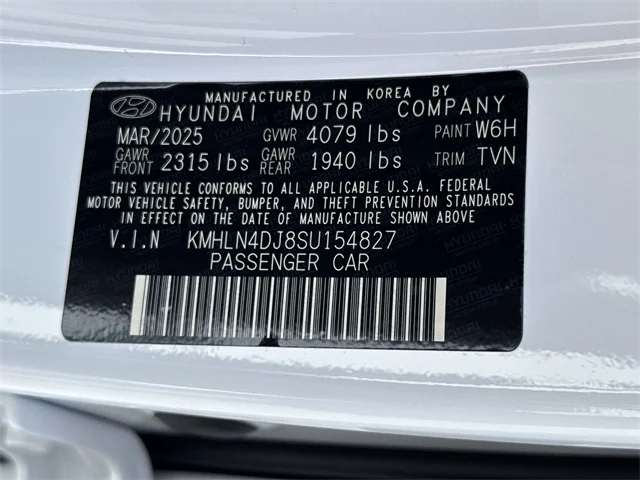 MANUFACTURED IN KOREA BY
HYUNDAI MOTOR COMPANY
MAR/2025 GVWR 4079 lbs PAINT W6H
GAWR FRONT 2315 lbs GAWR REAR 1940 lbs TRIM TVN
THIS VEHICLE CONFORMS TO ALL APPLICABLE U.S.A. FEDERAL
MOTOR VEHICLE SAFETY, BUMPER, AND THEFT PREVENTION STANDARDS
IN EFFECT ON THE DATE OF MANUFACTURE SHOWN ABOVE.
V.I.N KMHLN4DJ8SU154827
PASSENGER CAR